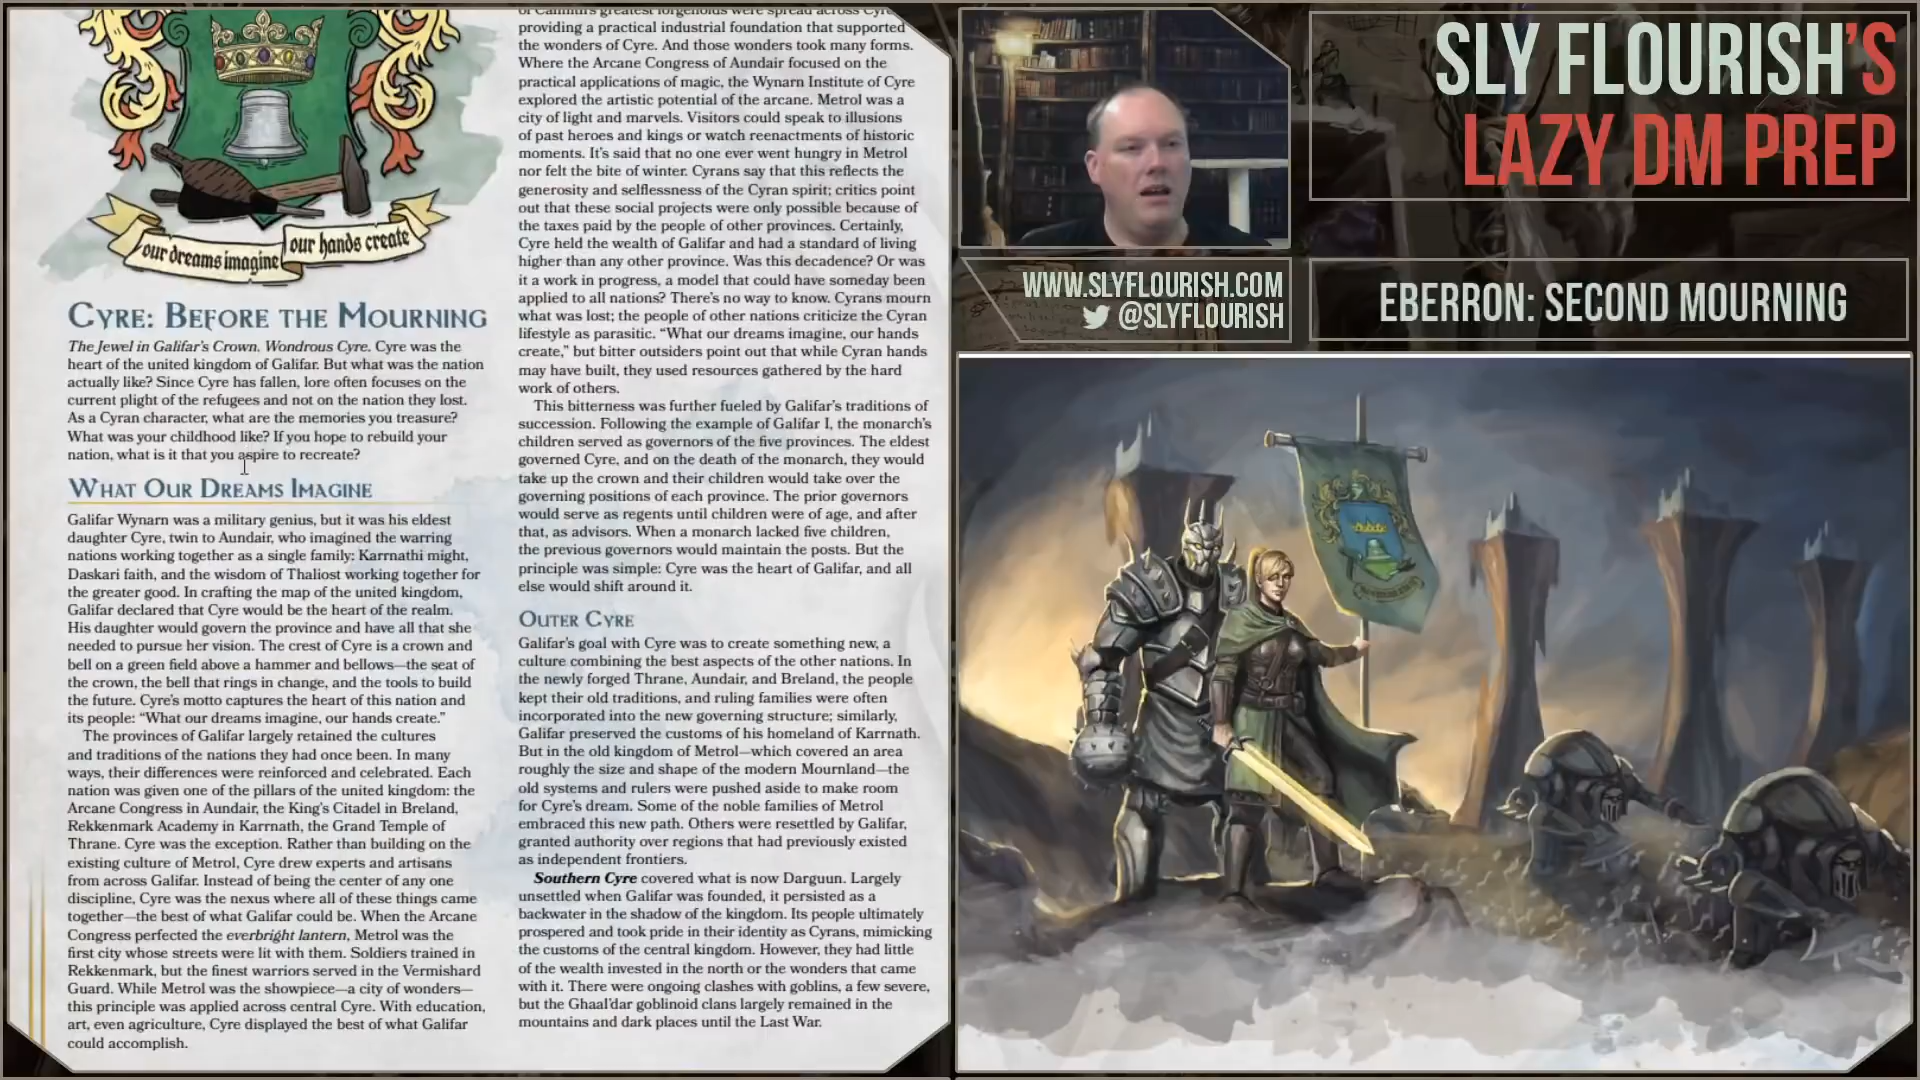 our dreams imagine
our hands create
CYRE: BEFORE THE MOURNING
The Jewel in Galifar's Crown. Wondrous Cyre. Cyre was the
heart of the united kingdom of Galifar. But what was the nation
actually like? Since Cyre has fallen, lore often focuses on the
current plight of the refugees and not on the nation they lost.
As a Cyran character, what are the memories you treasure?
What was your childhood like? If you hope to rebuild your
nation, what is it that you aspire to recreate?
WHAT OUR DREAMS IMAGINE
Galifar Wynarn was a military genius, but it was his eldest
daughter Cyre, twin to Aundair, who imagined the warring
nations working together as a single family: Karrnathi might,
Daskari faith, and the wisdom of Thaliost working together for
the greater good. In crafting the map of the united kingdom,
Galifar declared that Cyre would be the heart of the realm.
His daughter would govern the province and have all that she
needed to pursue her vision. The crest of Cyre is a crown and
bell on a green field above a hammer and bellows—the seat of
the crown, the bell that rings in change, and the tools to build
the future. Cyre's motto captures the heart of this nation and
its people: "What our dreams imagine, our hands create."
The provinces of Galifar largely retained the cultures
and traditions of the nations they had once been. In many
ways, their differences were reinforced and celebrated. Each
nation was given one of the pillars of the united kingdom: the
Arcane Congress in Aundair, the King's Citadel in Breland,
Rekkenmark Academy in Karrnath, the Grand Temple of
Thrane. Cyre was the exception. Rather than building on the
existing culture of Metrol, Cyre drew experts and artisans
from across Galifar. Instead of being the center of any one
discipline, Cyre was the nexus where all of these things came
together—the best of what Galifar could be. When the Arcane
Congress perfected the everbright lantern, Metrol was the
first city whose streets were lit with them. Soldiers trained in
Rekkenmark, but the finest warriors served in the Vermishard
Guard. While Metrol was the showpiece—a city of wonders—
this principle was applied across central Cyre. With education,
art, even agriculture, Cyre displayed the best of what Galifar
could accomplish.
of Cannith's greatest forgeholds were spread across Cyre,
providing a practical industrial foundation that supported
the wonders of Cyre. And those wonders took many forms.
Where the Arcane Congress of Aundair focused on the
practical applications of magic, the Wynarn Institute of Cyre
explored the artistic potential of the arcane. Metrol was a
city of light and marvels. Visitors could speak to illusions
of past heroes and kings or watch reenactments of historic
moments. It's said that no one ever went hungry in Metrol
nor felt the bite of winter. Cyrans say that this reflects the
generosity and selflessness of the Cyran spirit; critics point
out that these social projects were only possible because of
the taxes paid by the people of other provinces. Certainly,
Cyre held the wealth of Galifar and had a standard of living
higher than any other province. Was this decadence? Or was
it a work in progress, a model that could have someday been
applied to all nations? There's no way to know. Cyrans mourn
what was lost; the people of other nations criticize the Cyran
lifestyle as parasitic. "What our dreams imagine, our hands
create," but bitter outsiders point out that while Cyran hands
may have built, they used resources gathered by the hard
work of others.
This bitterness was further fueled by Galifar's traditions of
succession. Following the example of Galifar I, the monarch's
children served as governors of the five provinces. The eldest
governed Cyre, and on the death of the monarch, they would
take up the crown and their children would take over the
governing positions of each province. The prior governors
would serve as regents until children were of age, and after
that, as advisors. When a monarch lacked five children,
the previous governors would maintain the posts. But the
principle was simple: Cyre was the heart of Galifar, and all
else would shift around it.
OUTER CYRE
Galifar's goal with Cyre was to create something new, a
culture combining the best aspects of the other nations. In
the newly forged Thrane, Aundair, and Breland, the people
kept their old traditions, and ruling families were often
incorporated into the new governing structure; similarly,
Galifar preserved the customs of his homeland of Karrnath.
But in the old kingdom of Metrol—which covered an area
roughly the size and shape of the modern Mournland—the
old systems and rulers were pushed aside to make room
for Cyre's dream. Some of the noble families of Metrol
embraced this new path. Others were resettled by Galifar,
granted authority over regions that had previously existed
as independent frontiers.
Southern Cyre covered what is now Darguun. Largely
unsettled when Galifar was founded, it persisted as a
backwater in the shadow of the kingdom. Its people ultimately
prospered and took pride in their identity as Cyrans, mimicking
the customs of the central kingdom. However, they had little
of the wealth invested in the north or the wonders that came
with it. There were ongoing clashes with goblins, a few severe,
but the Ghaal'dar goblinoid clans largely remained in the
mountains and dark places until the Last War.
WWW.SLYFLOURISH.COM
@SLYFLOURISH
SLY FLOURISH'S
LAZY DM PREP
EBERRON: SECOND MOURNING